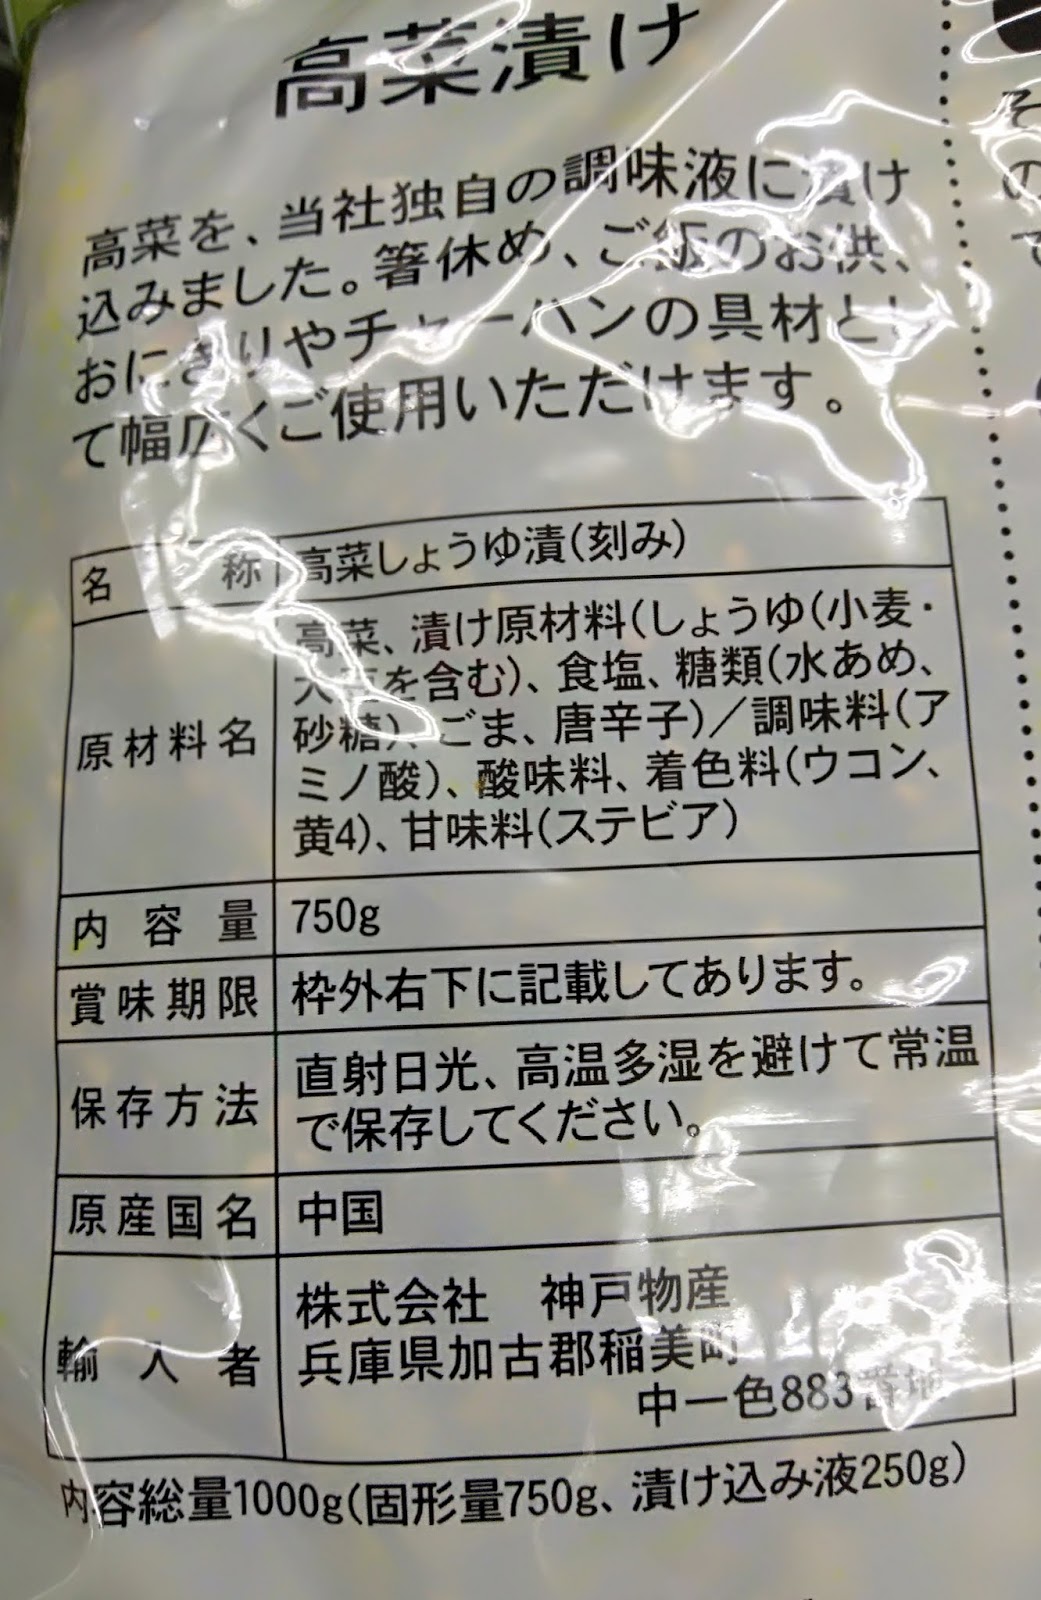 高菜漬け
高菜を、当社独自の調味液に漬け
込みました。箸休め、ご飯のお供、
おにぎりやチャーハンの具材とし
て幅広くご使用いただけます。
名称 高菜しょうゆ漬(刻み)
原材料名 高菜、漬け原材料(しょうゆ(小麦・
大豆を含む)、食塩、糖類(水あめ、
砂糖)、ごま、唐辛子)／調味料(ア
ミノ酸)、酸味料、着色料(ウコン、
黄4)、甘味料(ステビア)
内容量 750g
賞味期限 枠外右下に記載してあります。
保存方法 直射日光、高温多湿を避けて常温
で保存してください。
原産国名 中国
輸入者 株式会社 神戸物産
兵庫県加古郡稲美町
中一色883番地
内容総量1000g(固形量750g、漬け込み液250g)
そ
の
て